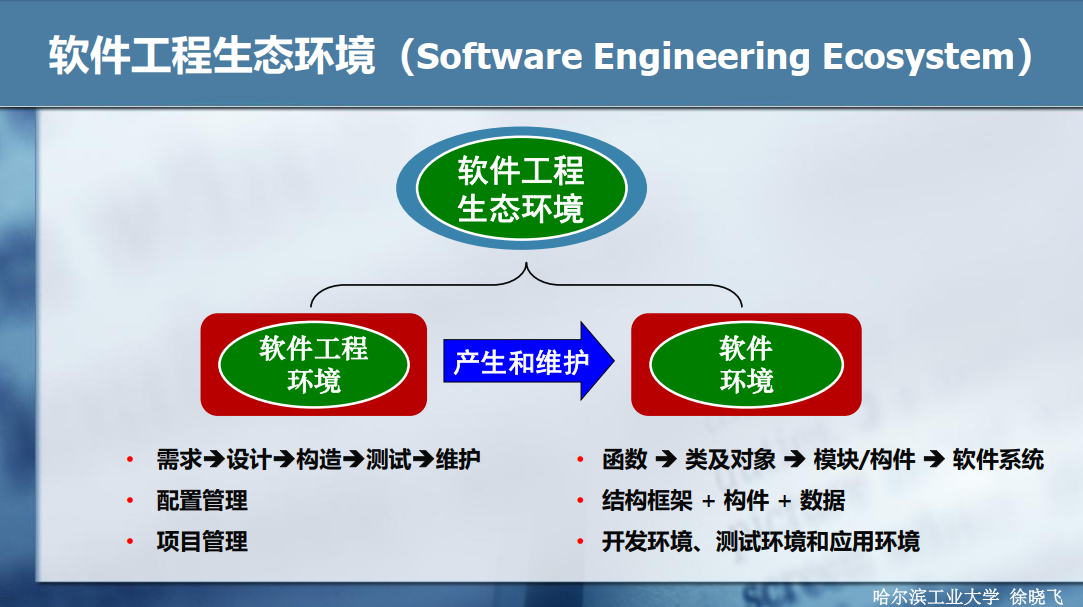 软件工程生态环境（Software Engineering Ecosystem）
软件工程
生态环境
软件工程
环境
产生和维护
软件
环境
• 需求➔设计➔构造➔测试➔维护
• 配置管理
• 项目管理
• 函数 ➔ 类及对象 ➔ 模块/构件 ➔ 软件系统
• 结构框架 + 构件 + 数据
• 开发环境、测试环境和应用环境
哈尔滨工业大学 徐晓飞